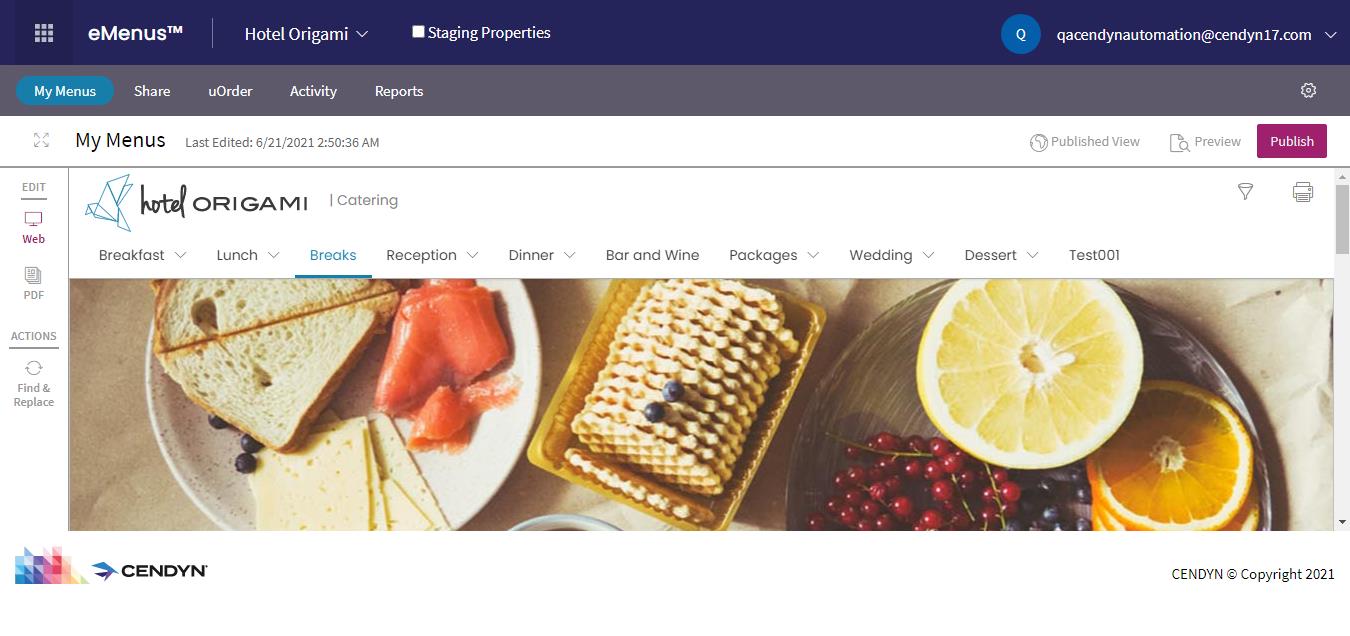 eMenus™ Hotel Origami Staging Properties Q qacendynautomation@cendyn17.com
My Menus Share uOrder Activity Reports
My Menus Last Edited: 6/21/2021 2:50:36 AM Published View Preview Publish
EDIT
Web
PDF
ACTIONS
Find &
Replace
hotel ORIGAMI | Catering
Breakfast Lunch Breaks Reception Dinner Bar and Wine Packages Wedding Dessert Test001
CENDYN
CENDYN © Copyright 2021